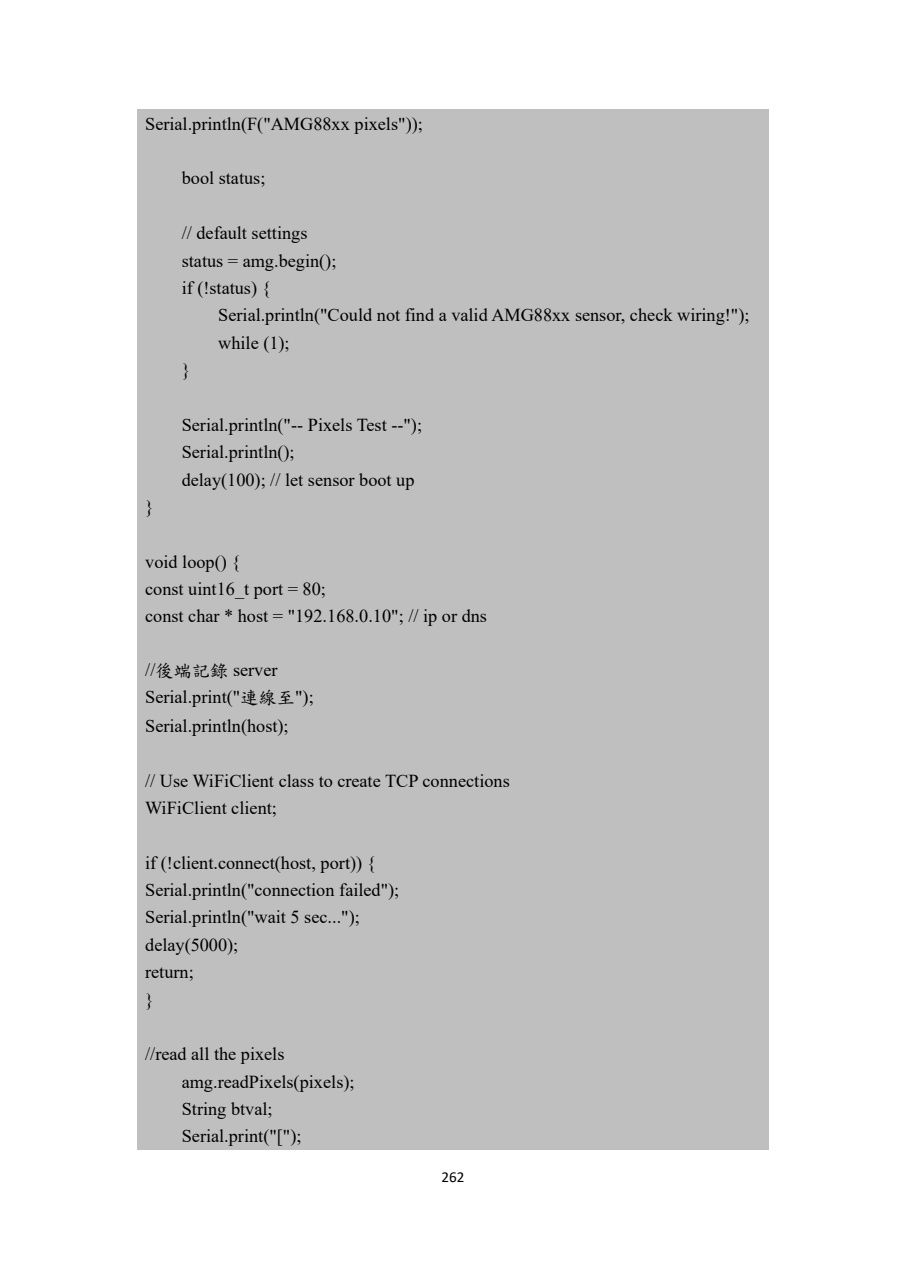 Serial.println(F("AMG88xx pixels"));
bool status;
// default settings
status = amg.begin();
if (!status) {
Serial.println("Could not find a valid AMG88xx sensor, check wiring!");
while (1);
}
Serial.println("-- Pixels Test --");
Serial.println();
delay(100); // let sensor boot up
}
void loop() {
const uint16_t port = 80;
const char * host = "192.168.0.10"; // ip or dns
//後端記錄 server
Serial.print("連線至");
Serial.println(host);
// Use WiFiClient class to create TCP connections
WiFiClient client;
if (!client.connect(host, port)) {
Serial.println("connection failed");
Serial.println("wait 5 sec...");
delay(5000);
return;
}
//read all the pixels
amg.readPixels(pixels);
String btval;
Serial.print("[");
262